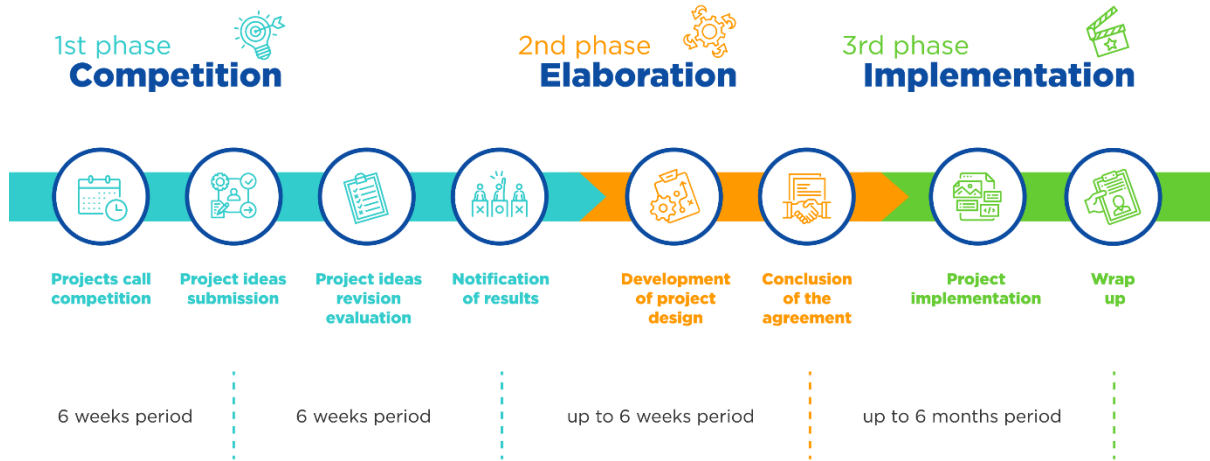 1st phase
Competition
2nd phase
Elaboration
3rd phase
Implementation
Projects call
competition
Project ideas
submission
Project ideas
revision
evaluation
Notification
of results
Development
of project
design
Conclusion
of the
agreement
Project
implementation
Wrap
up
6 weeks period
6 weeks period
up to 6 weeks period
up to 6 months period